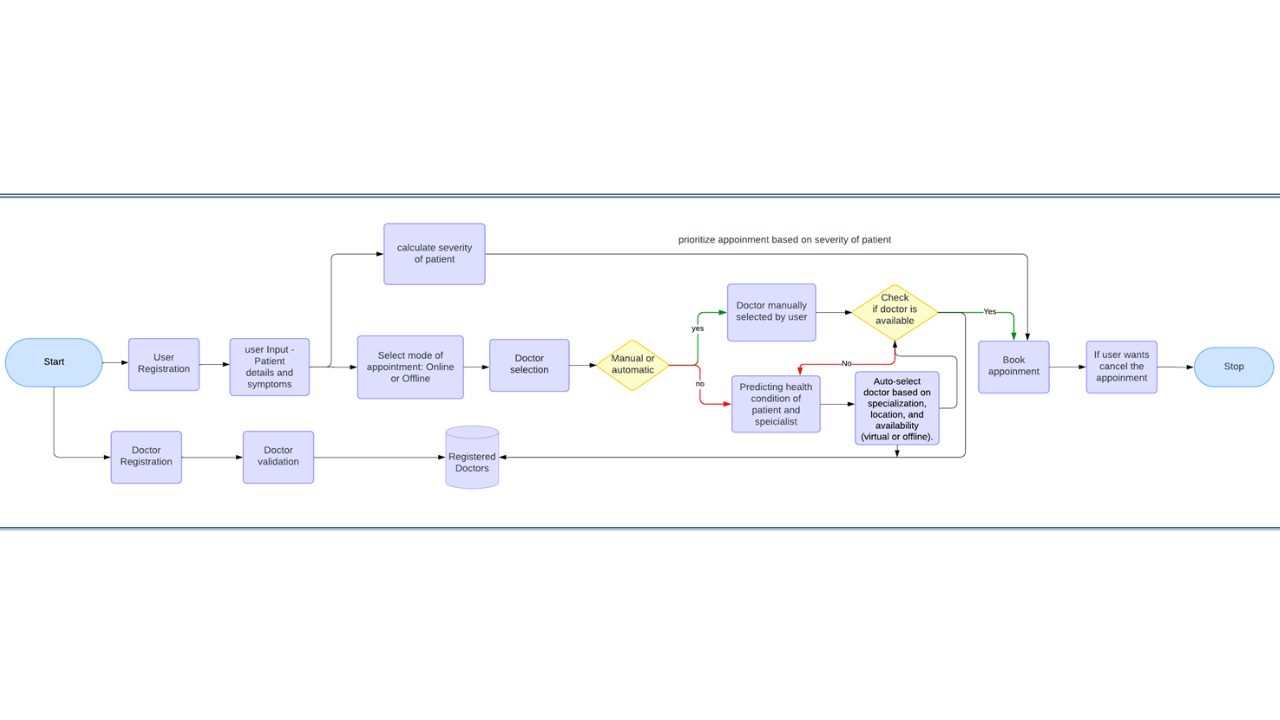 prioritize appoinment based on severity of patient
calculate severity
of patient
Start
User
Registration
user Input -
Patient
details and
symptoms
Select mode of
appointment: Online
or Offline
Doctor
selection
Manual or
automatic
yes
no
Doctor manually
selected by user
Check
if doctor is
available
Yes
No
Predicting health
condition of
patient and
speicialist
Auto-select
doctor based on
specialization,
location, and
availability
(virtual or offline).
Book
appoinment
If user wants
cancel the
appoinment
Stop
Doctor
Registration
Doctor
validation
Registered
Doctors